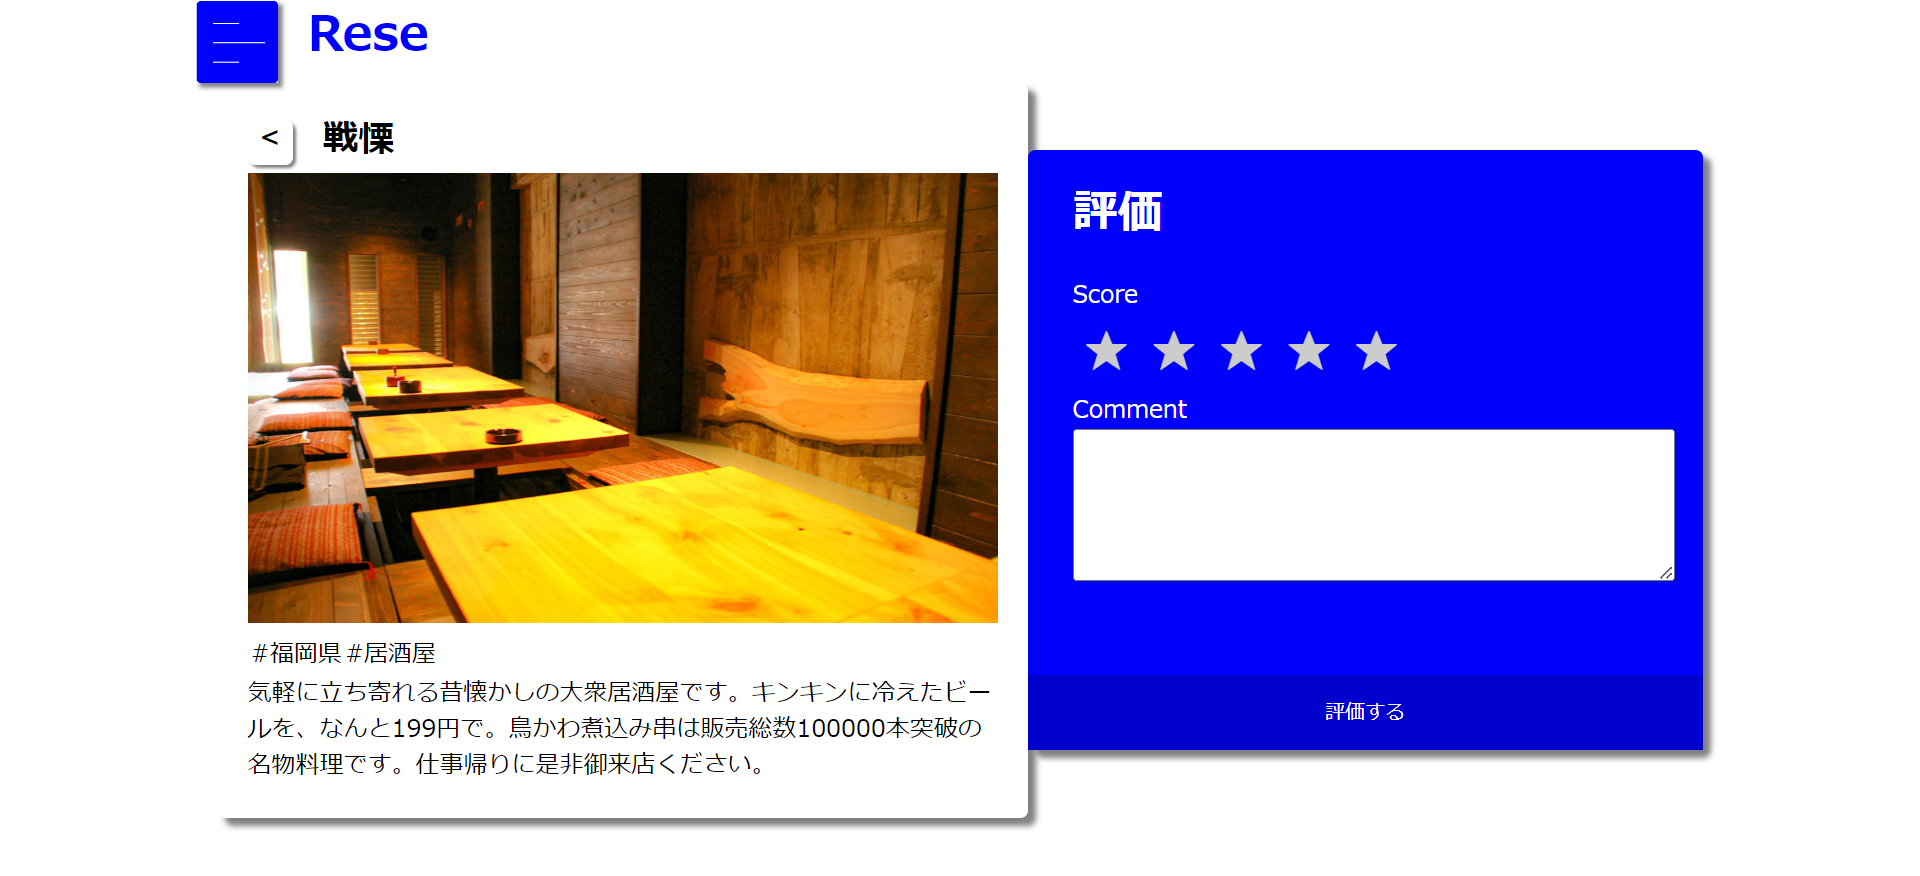 Rese
< 戦慄
#福岡県 #居酒屋
気軽に立ち寄れる昔懐かしの大衆居酒屋です。キンキンに冷えたビー
ルを、なんと199円で。鳥かわ煮込み串は販売総数100000本突破の
名物料理です。仕事帰りに是非御来店ください。
評価
Score
Comment
評価する